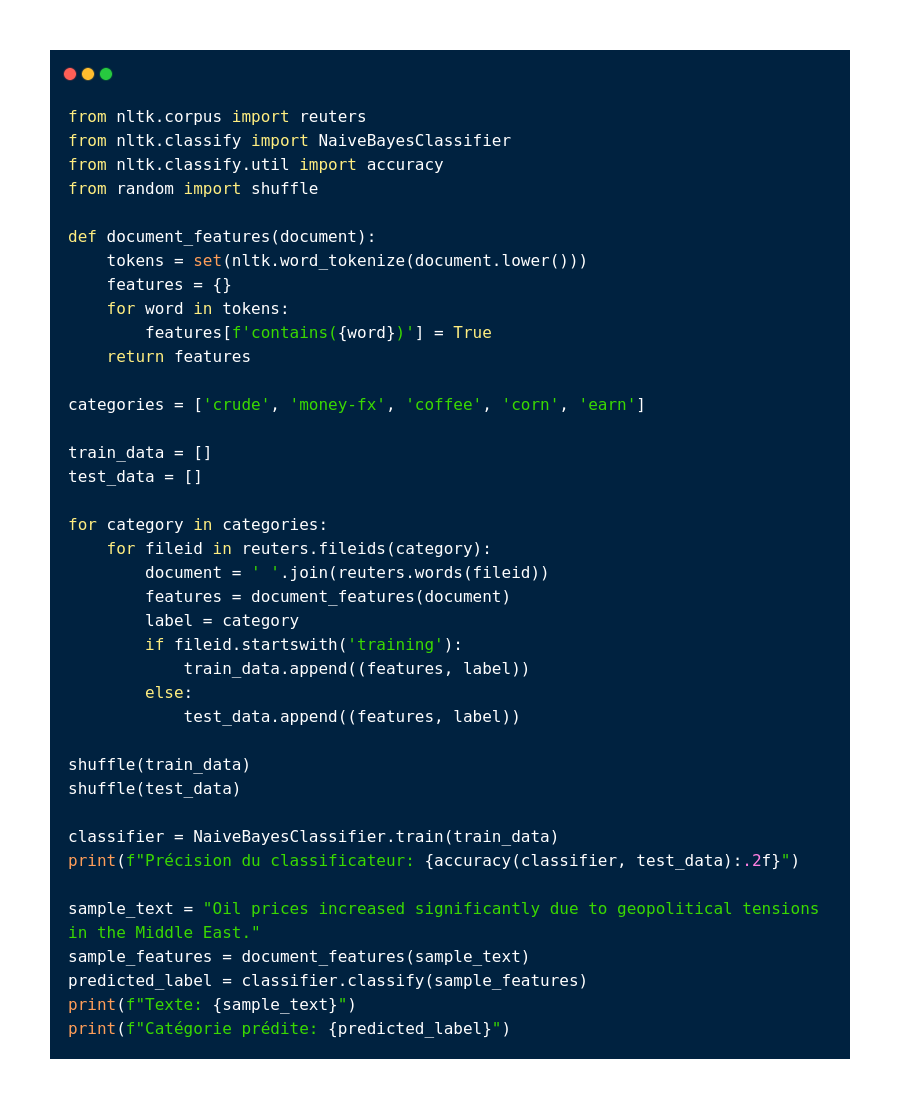 from nltk.corpus import reuters
from nltk.classify import NaiveBayesClassifier
from nltk.classify.util import accuracy
from random import shuffle

def document_features(document):
    tokens = set(nltk.word_tokenize(document.lower()))
    features = {}
    for word in tokens:
        features[f'contains({word})'] = True
    return features

categories = ['crude', 'money-fx', 'coffee', 'corn', 'earn']

train_data = []
test_data = []

for category in categories:
    for fileid in reuters.fileids(category):
        document = ' '.join(reuters.words(fileid))
        features = document_features(document)
        label = category
        if fileid.startswith('training'):
            train_data.append((features, label))
        else:
            test_data.append((features, label))

shuffle(train_data)
shuffle(test_data)

classifier = NaiveBayesClassifier.train(train_data)
print(f"Précision du classificateur: {accuracy(classifier, test_data):.2f}")

sample_text = "Oil prices increased significantly due to geopolitical tensions
in the Middle East."
sample_features = document_features(sample_text)
predicted_label = classifier.classify(sample_features)
print(f"Texte: {sample_text}")
print(f"Catégorie prédite: {predicted_label}")